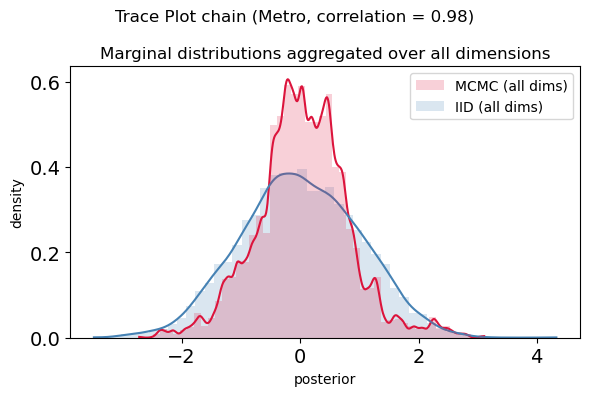 Trace Plot chain (Metro, correlation = 0.98)
Marginal distributions aggregated over all dimensions
MCMC (all dims)
IID (all dims)
density
0.6
0.4
0.2
0.0
−2
0
2
4
posterior